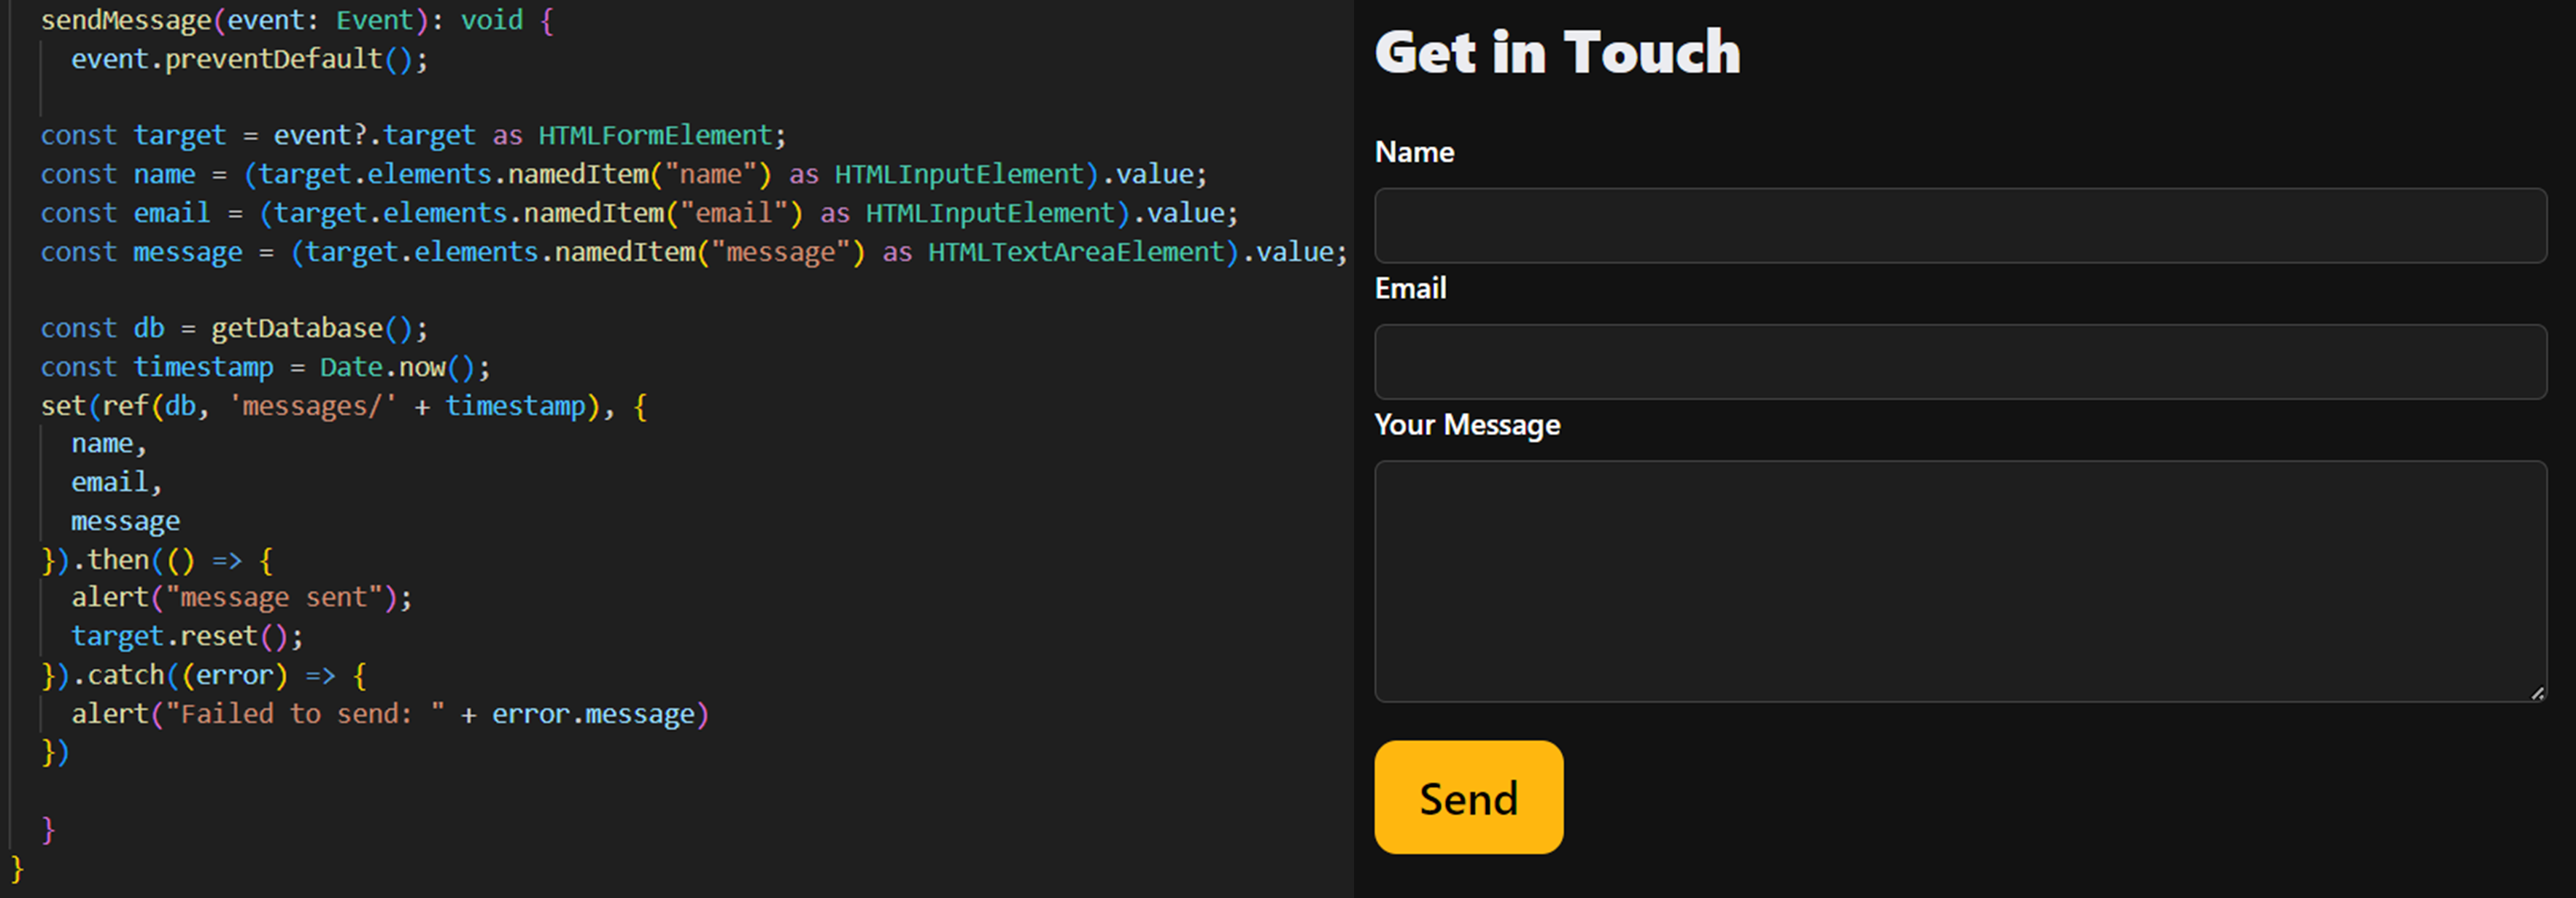 sendMessage(event: Event): void {
event.preventDefault();
const target = event?.target as HTMLFormElement;
const name = (target.elements.namedItem("name") as HTMLInputElement).value;
const email = (target.elements.namedItem("email") as HTMLInputElement).value;
const message = (target.elements.namedItem("message") as HTMLTextAreaElement).value;
const db = getDatabase();
const timestamp = Date.now();
set(ref(db, 'messages/' + timestamp), {
name,
email,
message
}).then(() => {
alert("message sent");
target.reset();
}).catch((error) => {
alert("Failed to send: " + error.message)
})
}
}
Get in Touch
Name
Email
Your Message
Send